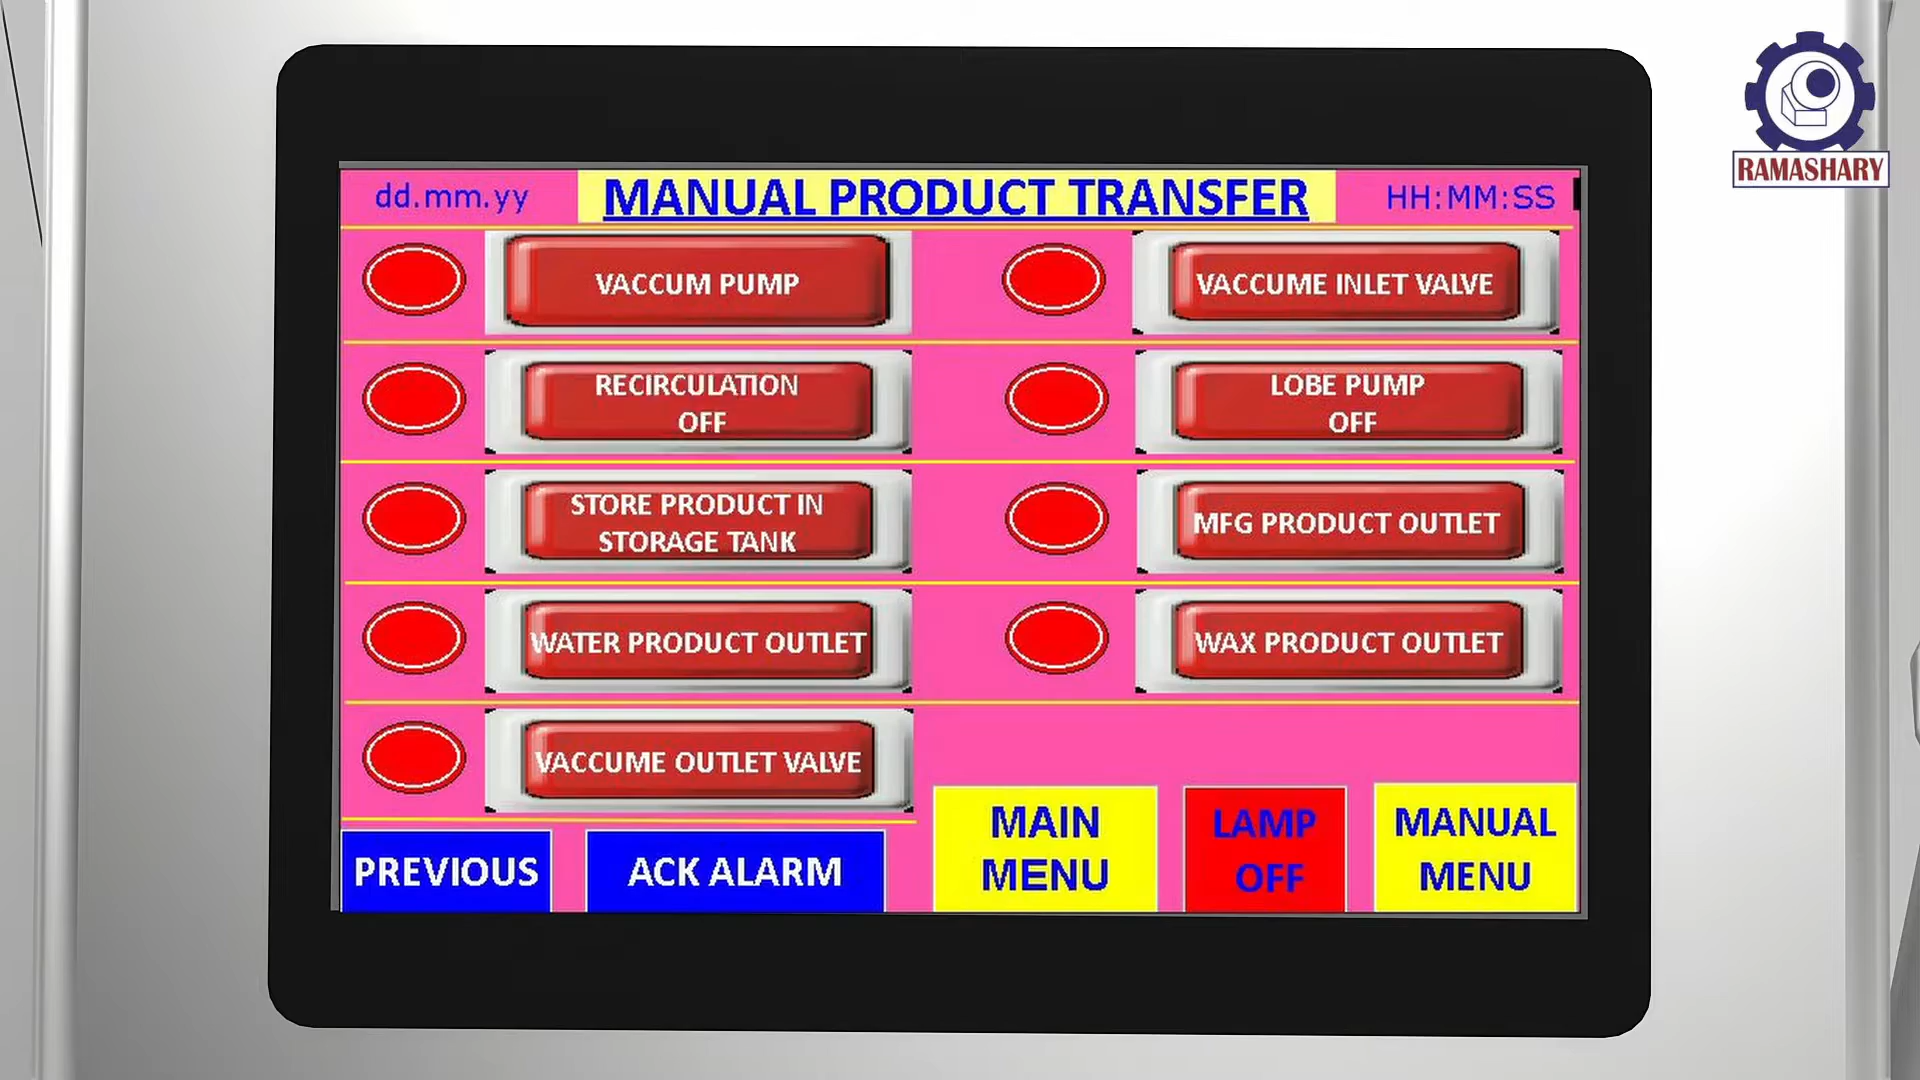 RAMASHARY
dd.mm.yy
MANUAL PRODUCT TRANSFER
HH:MM:SS
VACCUM PUMP
VACCUME INLET VALVE
RECIRCULATION
OFF
LOBE PUMP
OFF
STORE PRODUCT IN
STORAGE TANK
MFG PRODUCT OUTLET
WATER PRODUCT OUTLET
WAX PRODUCT OUTLET
VACCUME OUTLET VALVE
PREVIOUS
ACK ALARM
MAIN
MENU
LAMP
OFF
MANUAL
MENU